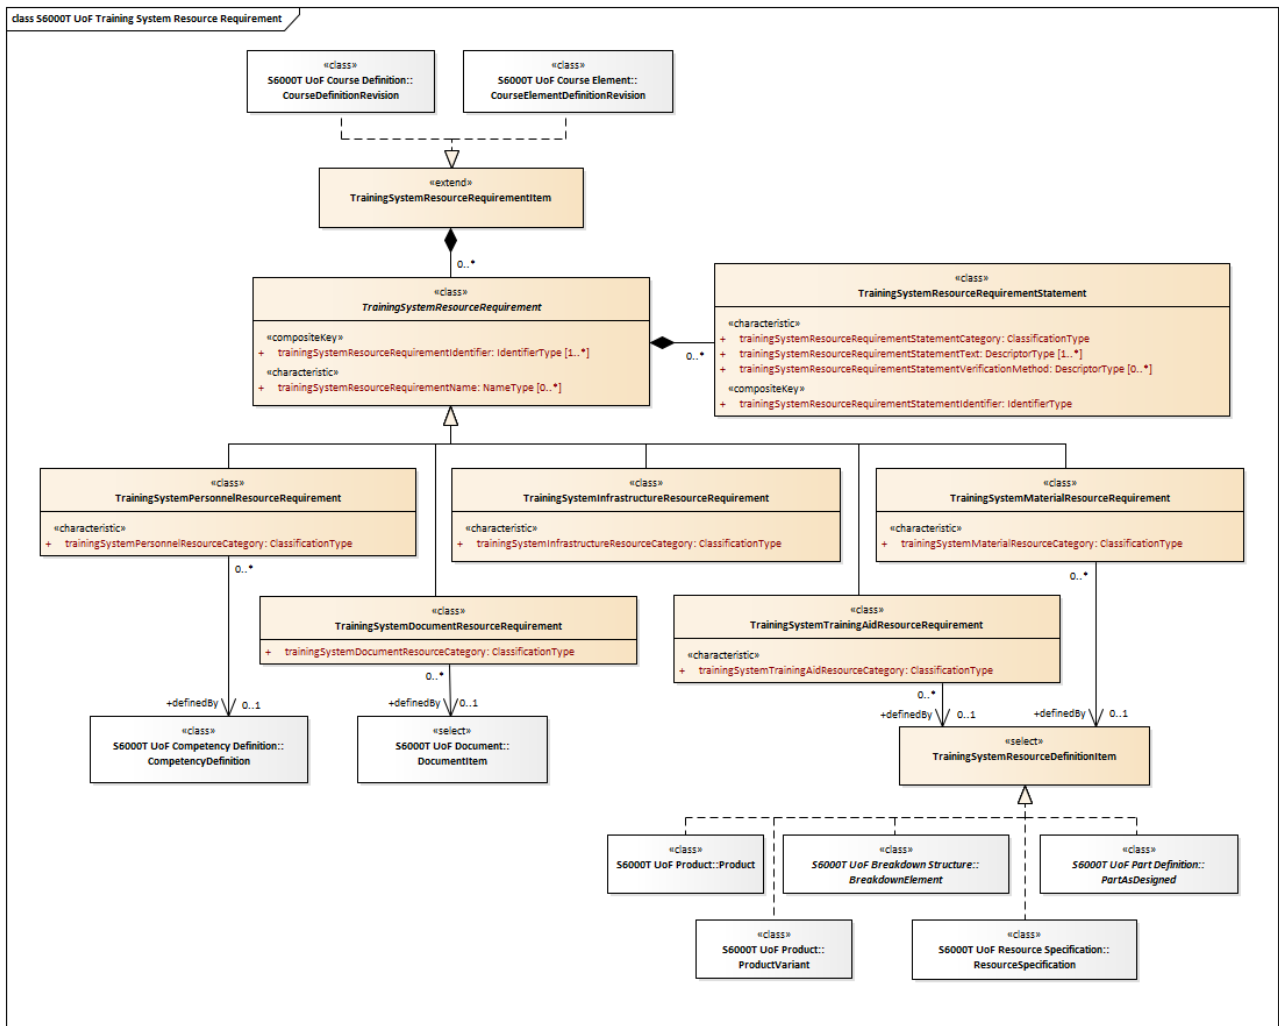 class S6000T UoF Training System Resource Requirement
«class»
S6000T UoF Course Definition::
CourseDefinitionRevision
«class»
S6000T UoF Course Element::
CourseElementDefinitionRevision
«extend»
TrainingSystemResourceRequirementItem
0..*
«class»
TrainingSystemResourceRequirement
«compositeKey»
+ trainingSystemResourceRequirementIdentifier: IdentifierType [1..*]
«characteristic»
+ trainingSystemResourceRequirementName: NameType [0..*]
0..*
«class»
TrainingSystemResourceRequirementStatement
«characteristic»
+ trainingSystemResourceRequirementStatementCategory: ClassificationType
+ trainingSystemResourceRequirementStatementText: DescriptorType [1..*]
+ trainingSystemResourceRequirementStatementVerificationMethod: DescriptorType [0..*]
«compositeKey»
+ trainingSystemResourceRequirementStatementIdentifier: IdentifierType
«class»
TrainingSystemPersonnelResourceRequirement
«characteristic»
+ trainingSystemPersonnelResourceCategory: ClassificationType
«class»
TrainingSystemInfrastructureResourceRequirement
«characteristic»
+ trainingSystemInfrastructureResourceCategory: ClassificationType
«class»
TrainingSystemMaterialResourceRequirement
«characteristic»
+ trainingSystemMaterialResourceCategory: ClassificationType
0..*
0..*
«class»
TrainingSystemDocumentResourceRequirement
+ trainingSystemDocumentResourceCategory: ClassificationType
0..*
«class»
TrainingSystemTrainingAidResourceRequirement
«characteristic»
+ trainingSystemTrainingAidResourceCategory: ClassificationType
0..*
+definedBy 0..1
+definedBy 0..1
+definedBy 0..1
+definedBy 0..1
«class»
S6000T UoF Competency Definition::
CompetencyDefinition
«select»
S6000T UoF Document::
DocumentItem
«select»
TrainingSystemResourceDefinitionItem
«class»
S6000T UoF Product::Product
«class»
S6000T UoF Breakdown Structure::
BreakdownElement
«class»
S6000T UoF Part Definition::
PartAsDesigned
«class»
S6000T UoF Product::
ProductVariant
«class»
S6000T UoF Resource Specification::
ResourceSpecification